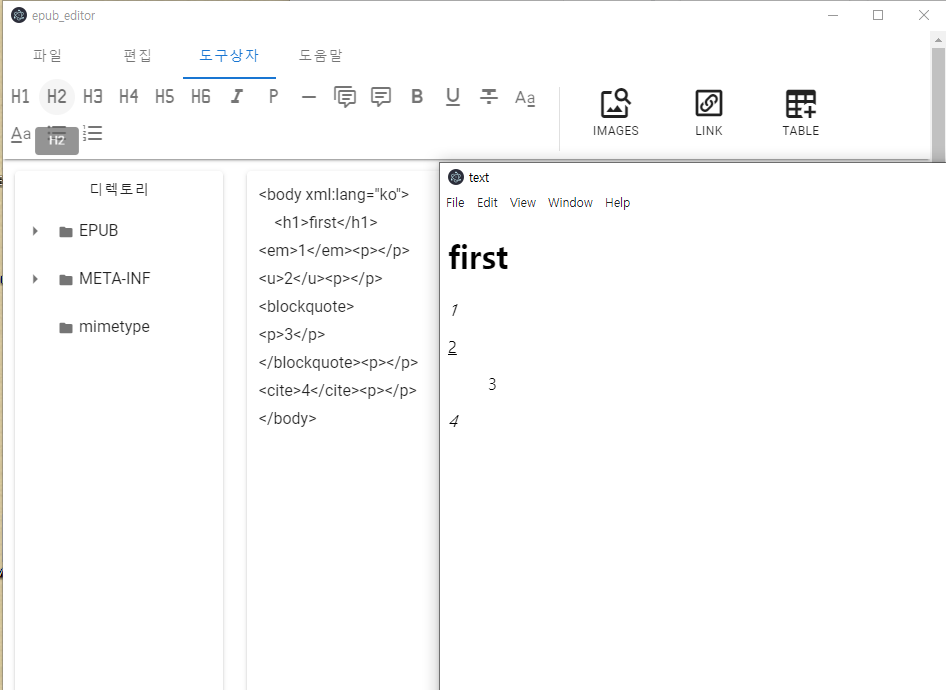 epub_editor
파일 편집 도구상자 도움말
H1 H2 H3 H4 H5 H6 I P B U T Aa
Aa H2
IMAGES LINK TABLE
디렉토리
EPUB
META-INF
mimetype
<body xml:lang="ko">
<h1>first</h1>
<em>1</em><p></p>
<u>2</u><p></p>
<blockquote>
<p>3</p>
</blockquote><p></p>
<cite>4</cite><p></p>
</body>
text
File Edit View Window Help
first
1
2
3
4